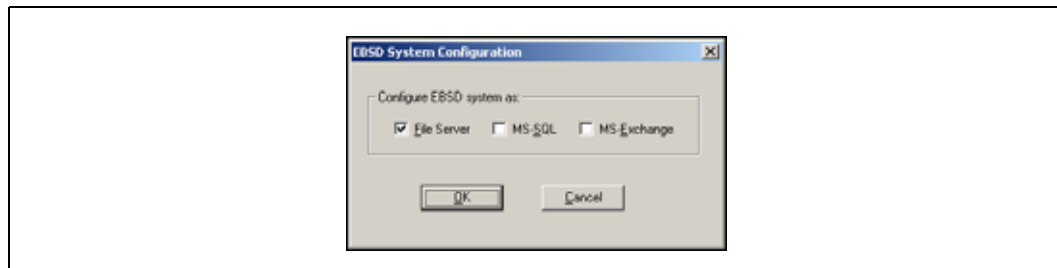 EBSD System Configuration
Configure EBSD system as:
File Server MS-SQL MS-Exchange
OK Cancel